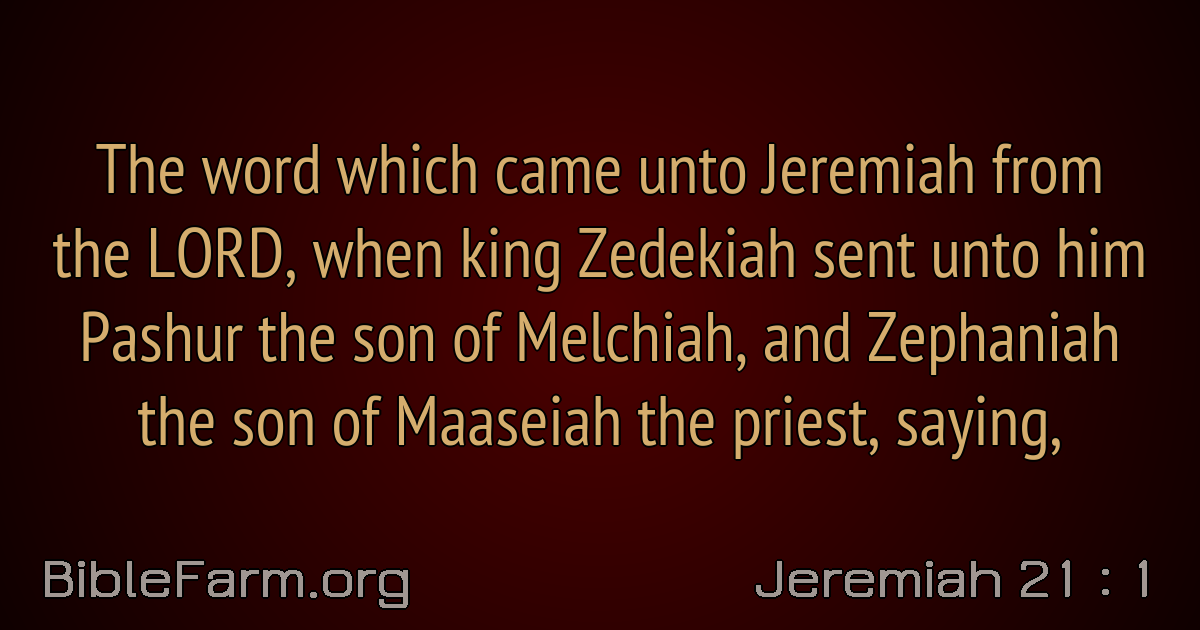 The word which came unto Jeremiah from
the LORD, when king Zedekiah sent unto him
Pashur the son of Melchiah, and Zephaniah
the son of Maaseiah the priest, saying,
BibleFarm.org
Jeremiah 21 : 1